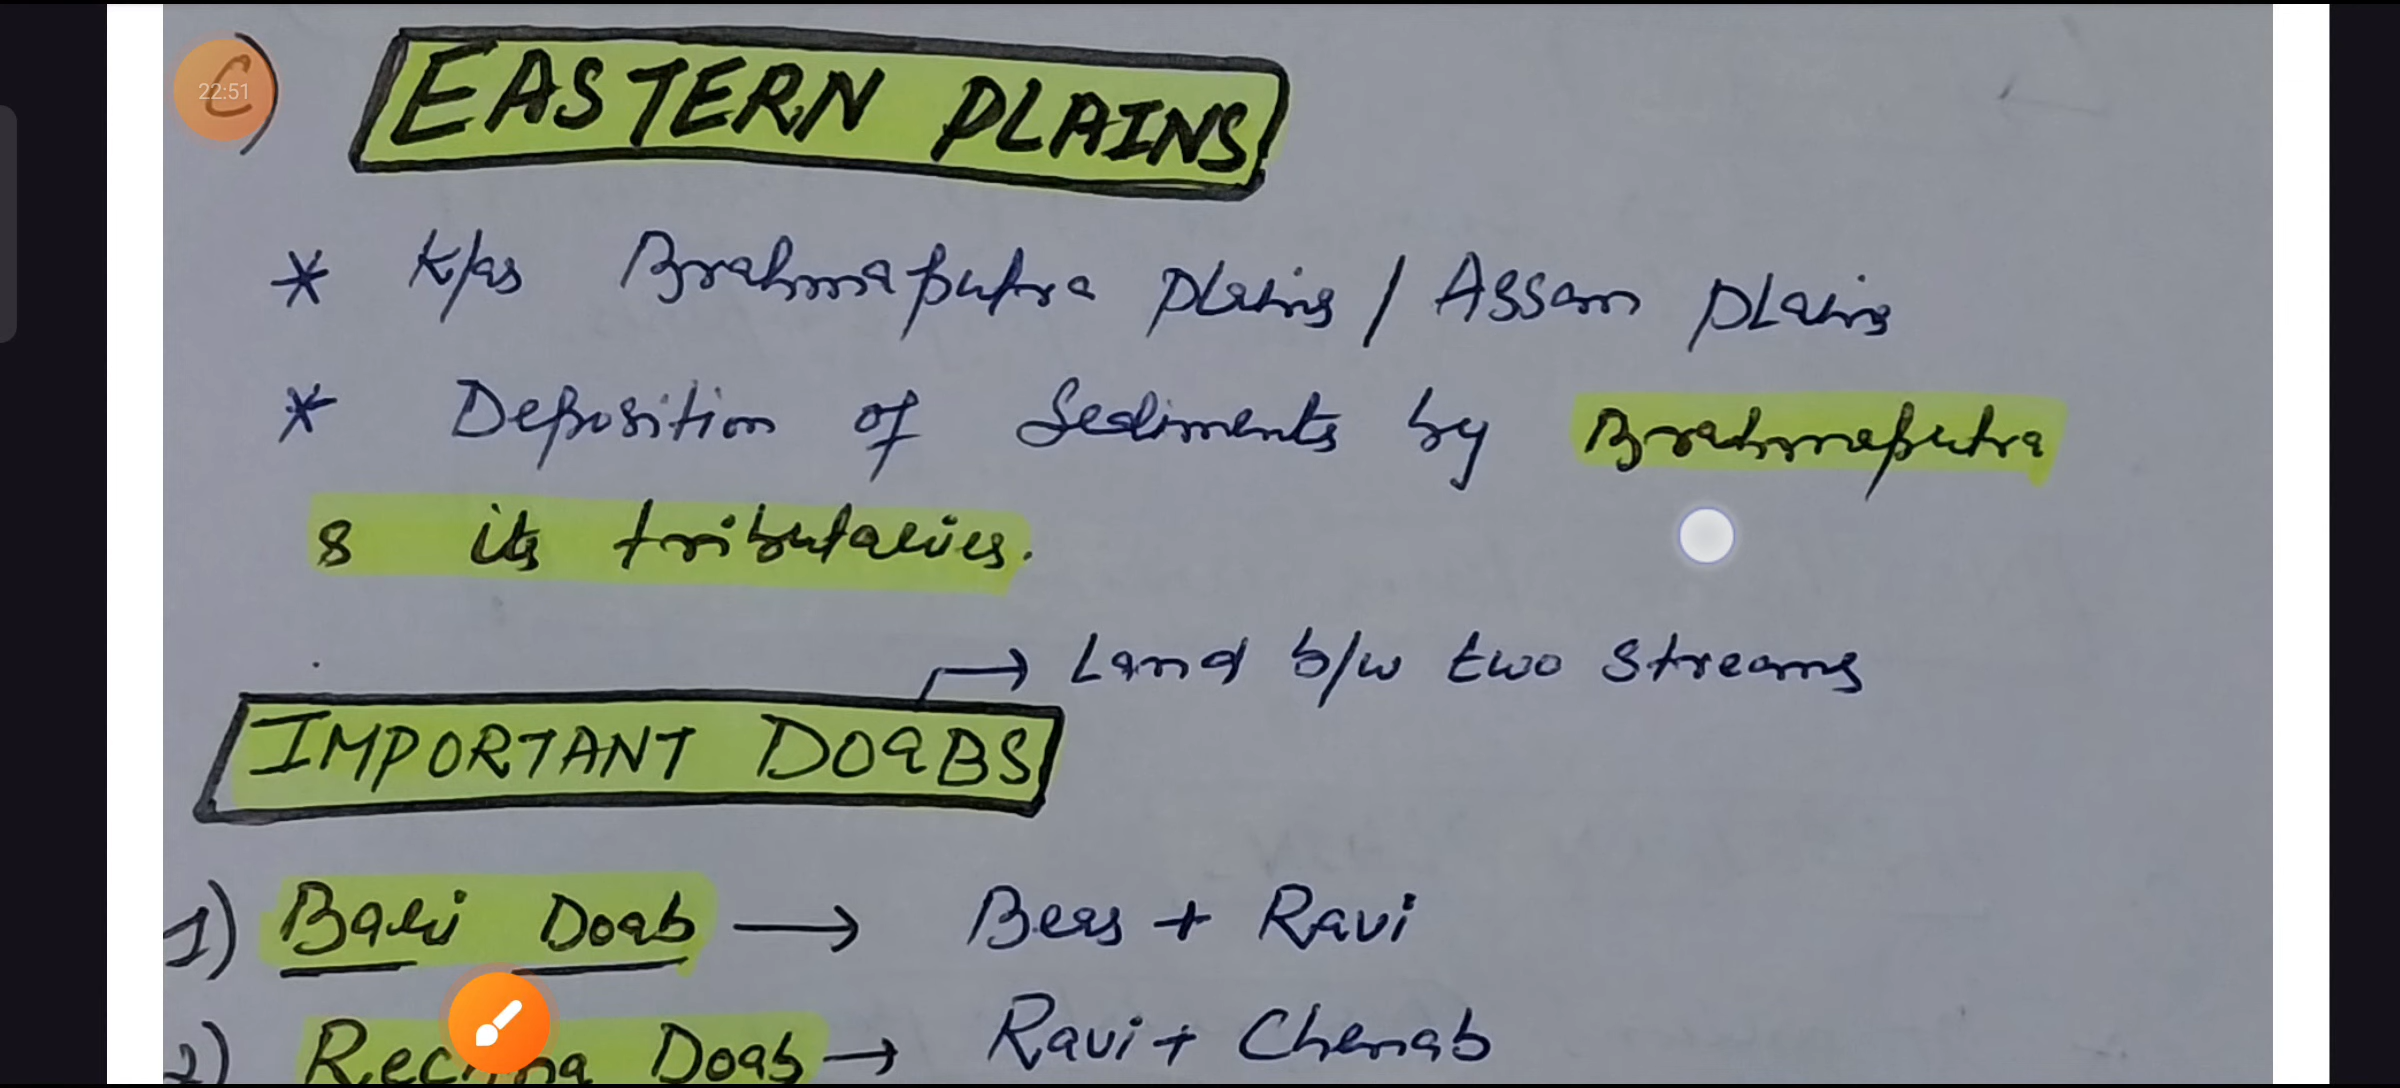 C) EASTERN PLAINS
22:51
* K/as Brahmaputra plains / Assam plains
* Deposition of Sediments by Brahmaputra
& its tributaries.
→ Land b/w two streams
IMPORTANT DOABS
1) Bari Doab → Beas + Ravi
2) Rechna Doab → Ravi + Chenab